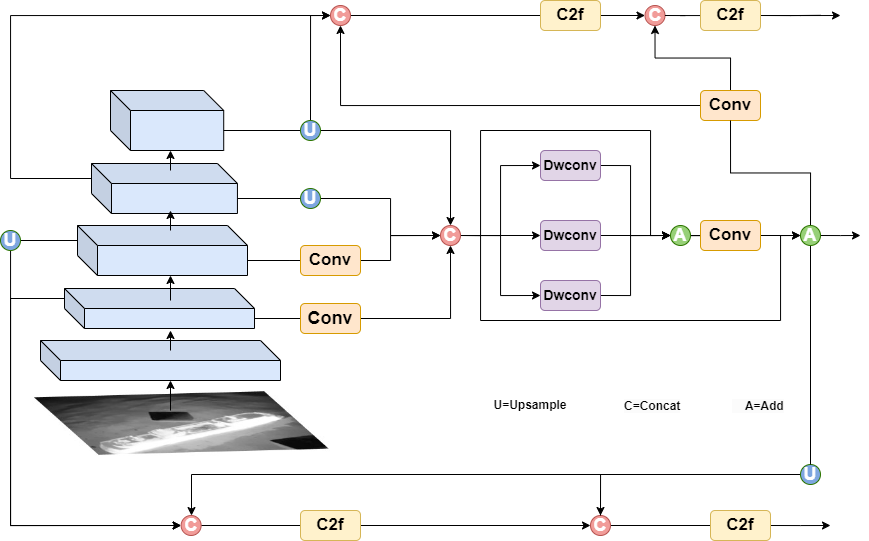 C
C2f
C
C2f
Conv
U
U
Dwconv
U
C
Dwconv
A
Conv
A
Conv
Dwconv
Conv
U=Upsample
C=Concat
A=Add
U
C
C2f
C
C2f